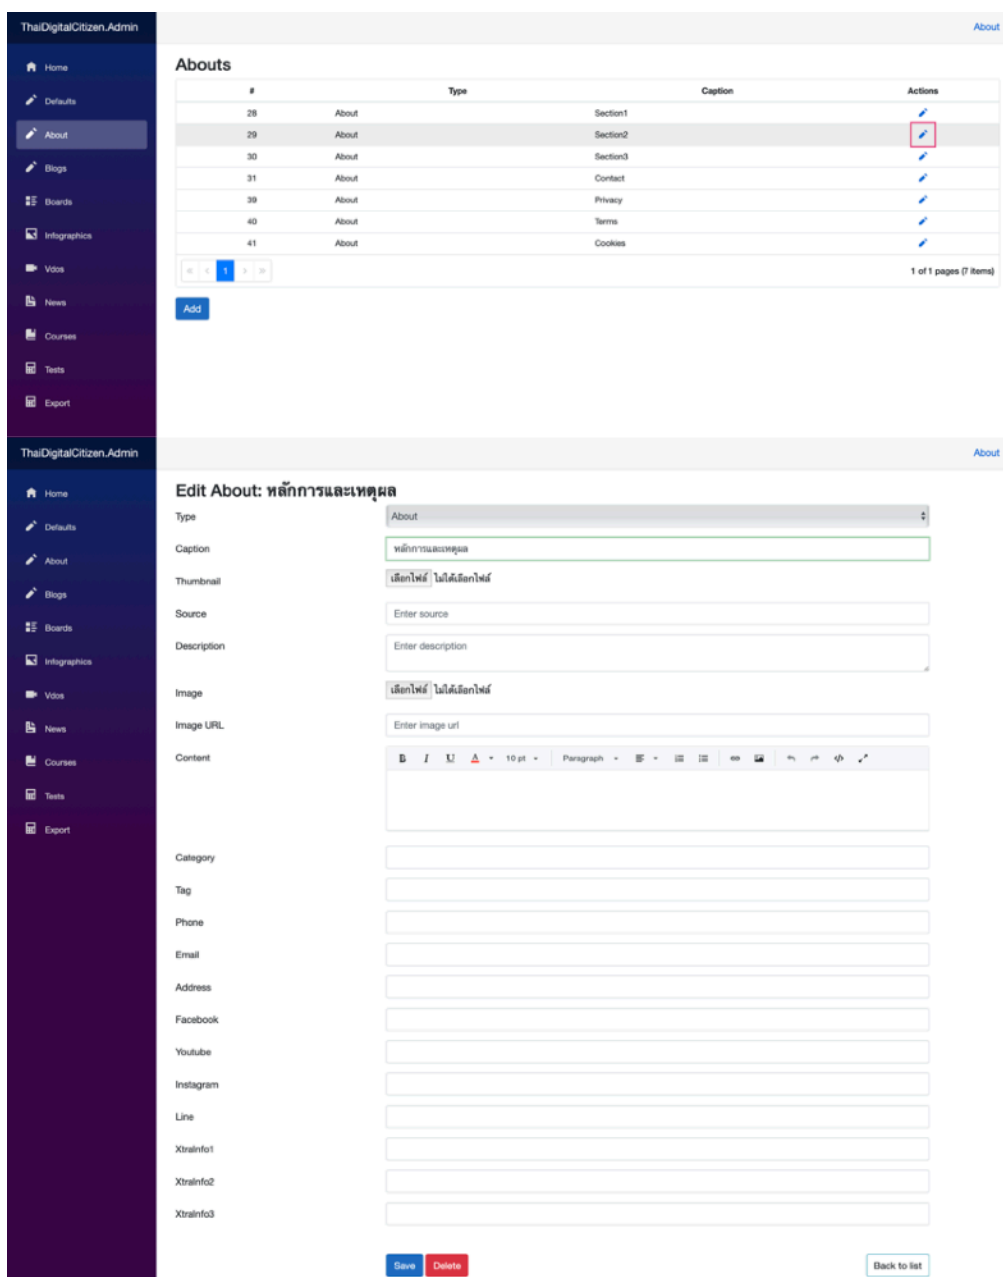 ThaiDigitalCitizen.Admin
About
Home
Defaults
About
Blogs
Boards
Infographics
Vdos
News
Courses
Tests
Export
Abouts
# Type Caption Actions
28 About Section1
29 About Section2
30 About Section3
31 About Contact
39 About Privacy
40 About Terms
41 About Cookies
« ‹ 1 › »
1 of 1 pages (7 items)
Add
ThaiDigitalCitizen.Admin
About
Home
Defaults
About
Blogs
Boards
Infographics
Vdos
News
Courses
Tests
Export
Edit About: หลักการและเหตุผล
Type About
Caption หลักการและเหตุผล
Thumbnail เลือกไฟล์ ไม่ได้เลือกไฟล์
Source Enter source
Description Enter description
Image เลือกไฟล์ ไม่ได้เลือกไฟล์
Image URL Enter image url
Content B I U A 10 pt Paragraph
Category
Tag
Phone
Email
Address
Facebook
Youtube
Instagram
Line
XtraInfo1
XtraInfo2
XtraInfo3
Save Delete Back to list